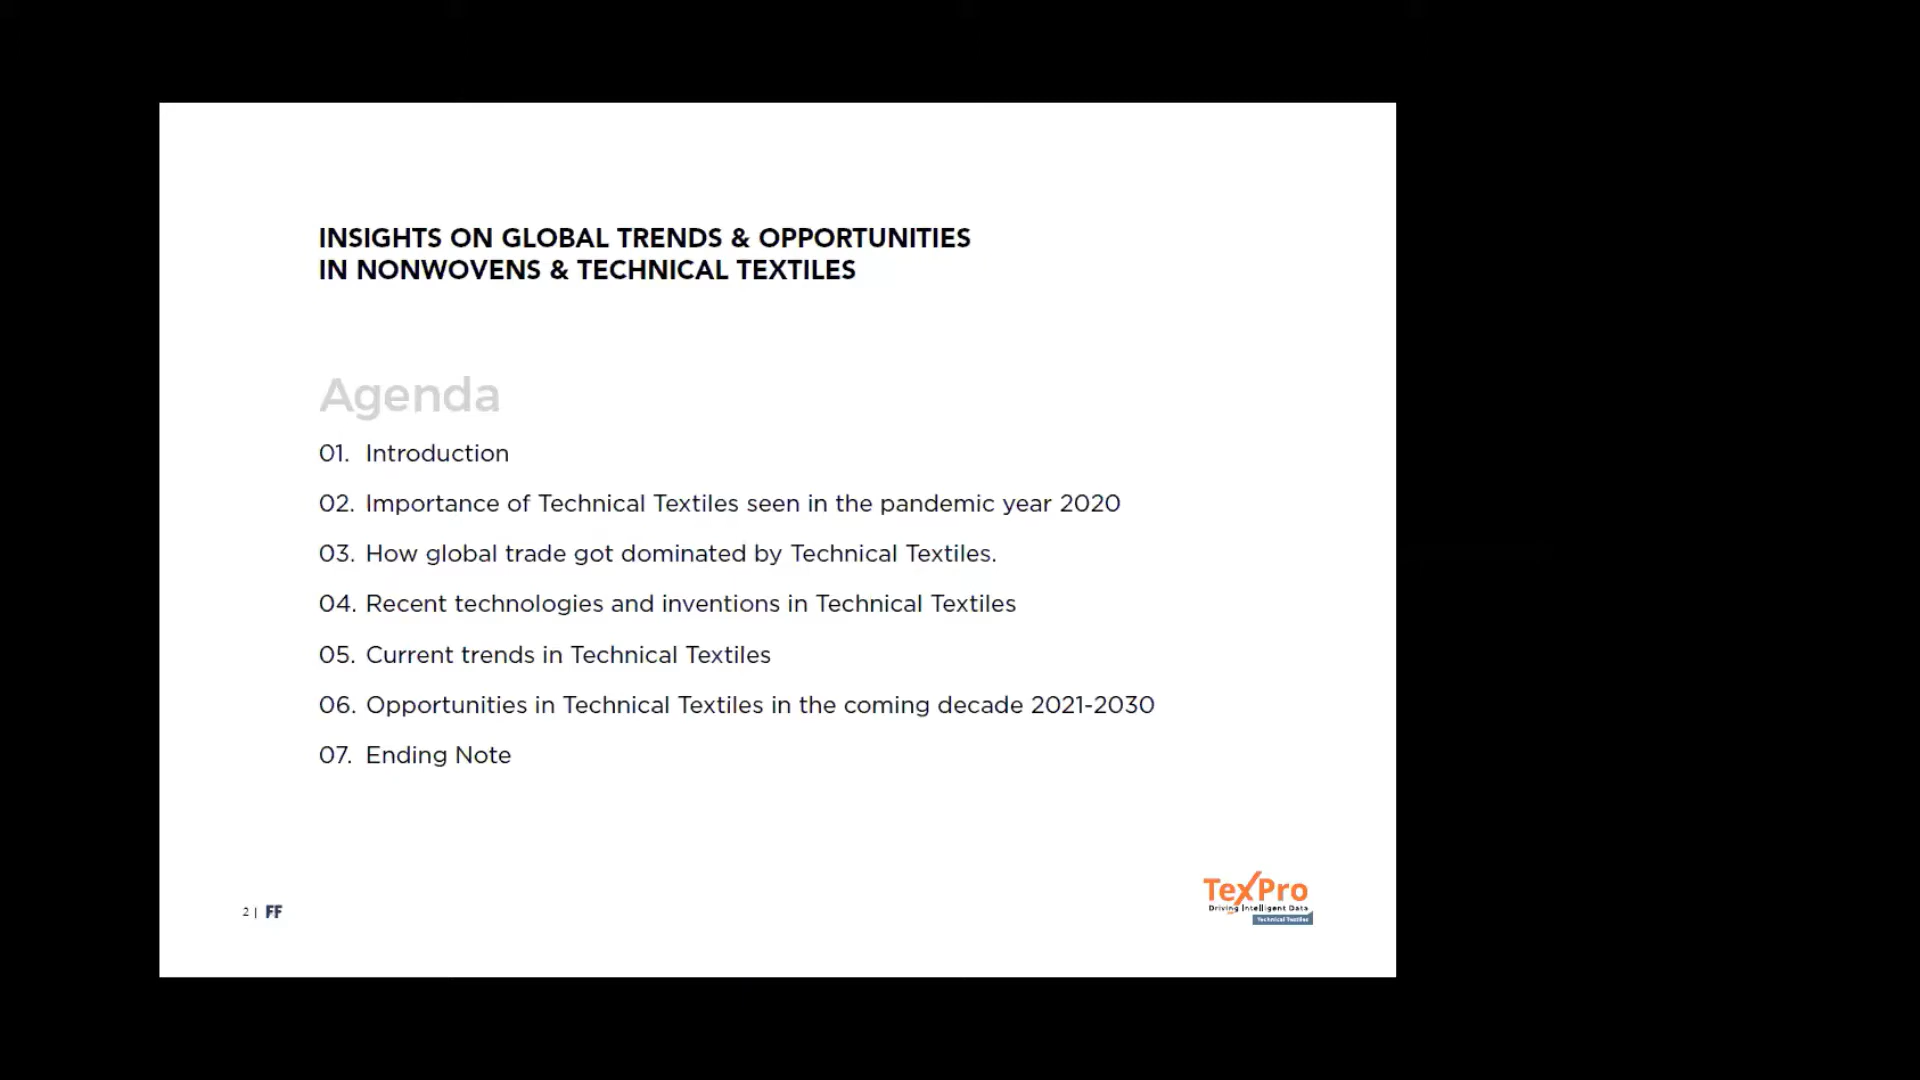 INSIGHTS ON GLOBAL TRENDS & OPPORTUNITIES
IN NONWOVENS & TECHNICAL TEXTILES
Agenda
01. Introduction
02. Importance of Technical Textiles seen in the pandemic year 2020
03. How global trade got dominated by Technical Textiles.
04. Recent technologies and inventions in Technical Textiles
05. Current trends in Technical Textiles
06. Opportunities in Technical Textiles in the coming decade 2021-2030
07. Ending Note
2 | FF
TexPro
Driving Intelligent Data
Technical Textiles